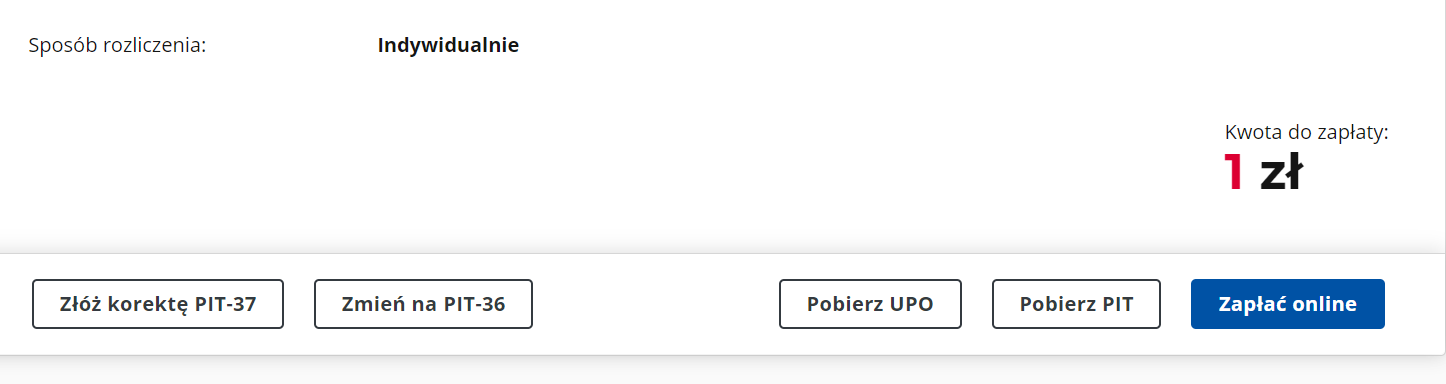 Sposób rozliczenia: Indywidualnie
Kwota do zapłaty:
1 zł
Złóż korektę PIT-37 Zmień na PIT-36 Pobierz UPO Pobierz PIT Zapłać online